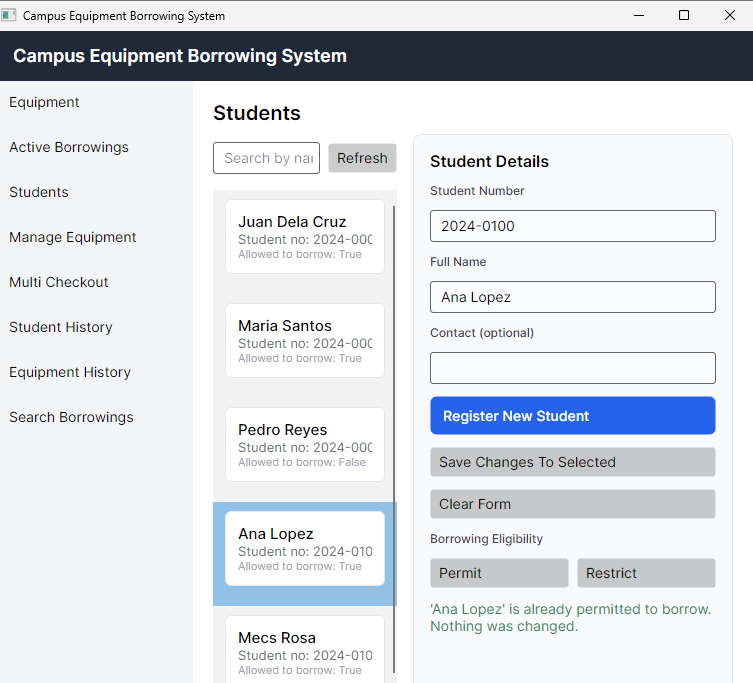 Campus Equipment Borrowing System
Campus Equipment Borrowing System
Equipment
Active Borrowings
Students
Manage Equipment
Multi Checkout
Student History
Equipment History
Search Borrowings
Students
Search by nar
Refresh
Juan Dela Cruz
Student no: 2024-000
Allowed to borrow: True
Maria Santos
Student no: 2024-000
Allowed to borrow: True
Pedro Reyes
Student no: 2024-000
Allowed to borrow: False
Ana Lopez
Student no: 2024-010
Allowed to borrow: True
Mecs Rosa
Student no: 2024-010
Allowed to borrow: True
Student Details
Student Number
2024-0100
Full Name
Ana Lopez
Contact (optional)
Register New Student
Save Changes To Selected
Clear Form
Borrowing Eligibility
Permit
Restrict
'Ana Lopez' is already permitted to borrow.
Nothing was changed.